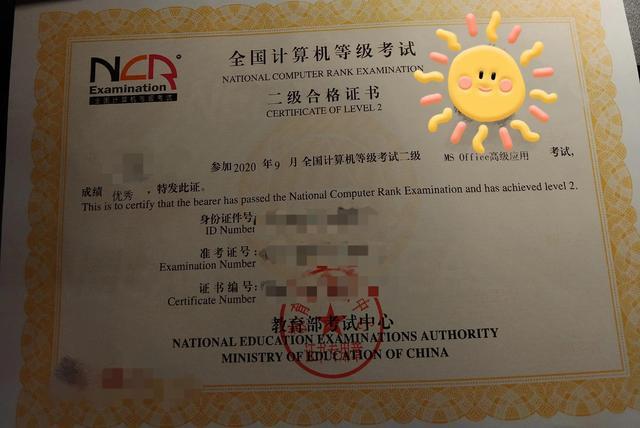 NCR
Examination
全国计算机等级考试
全国计算机等级考试
NATIONAL COMPUTER RANK EXAMINATION
二级合格证书
CERTIFICATE OF LEVEL 2
参加2020 年9 月全国计算机等级考试二级 MS Office高级应用 考试,
成绩 优秀 ，特发此证。
This is to certify that the bearer has passed the National Computer Rank Examination and has achieved level 2.
身份证件号:
ID Number
准考证号:
Examination Number
证书编号:
Certificate Number
教育部考试中心
NATIONAL EDUCATION EXAMINATIONS AUTHORITY
MINISTRY OF EDUCATION OF CHINA
证书专用章